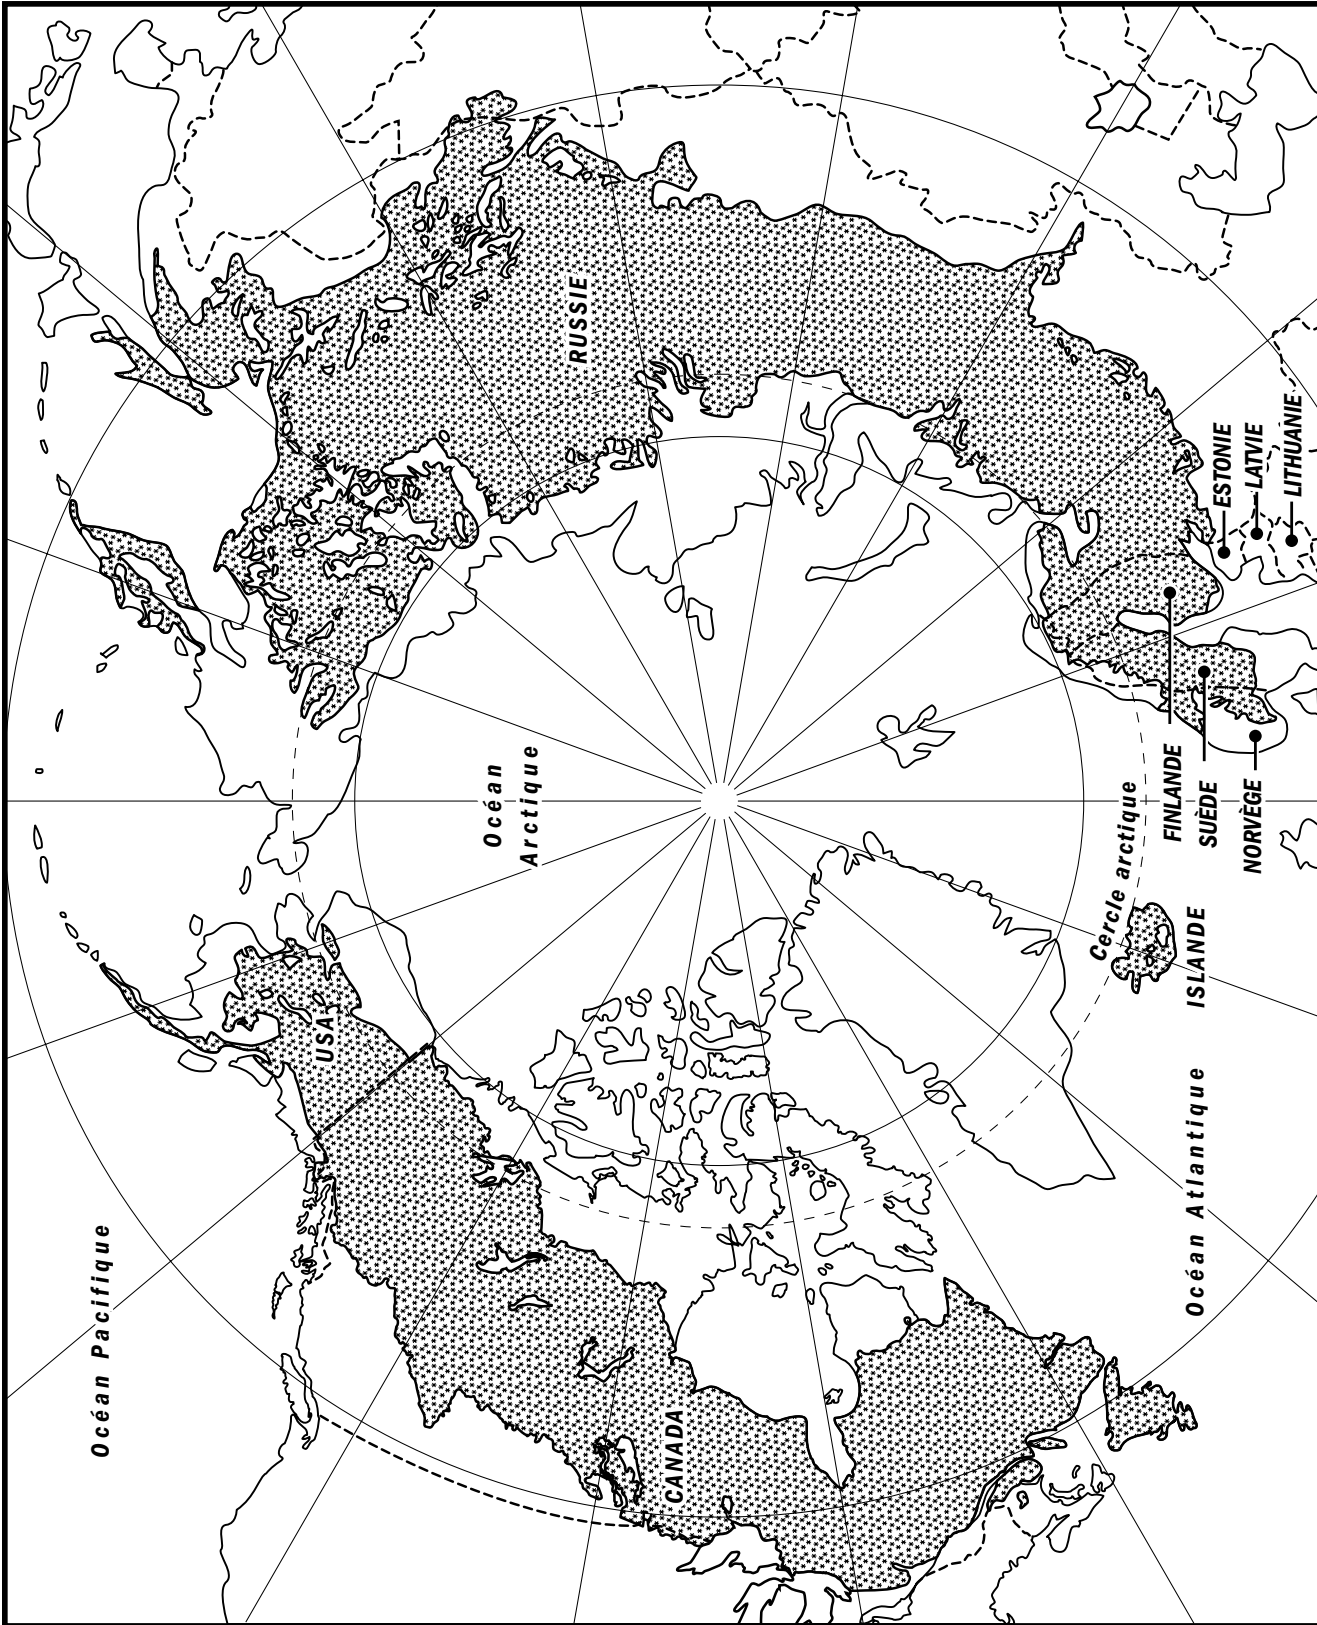 RUSSIE
ESTONIE
LATVIE
LITHUANIE
Océan
Arctique
FINLANDE
SUÈDE
NORVÈGE
Cercle arctique
ISLANDE
USA
Océan Atlantique
Océan Pacifique
CANADA